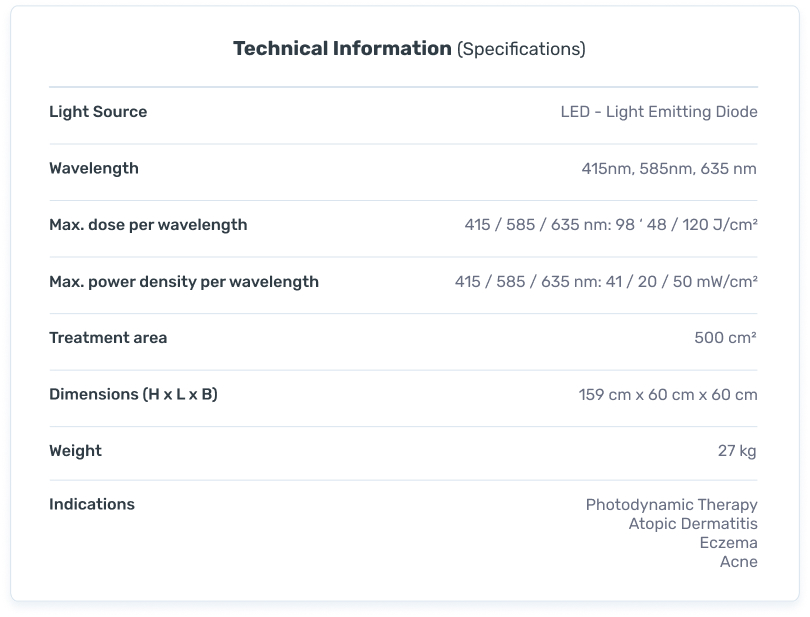 Technical Information (Specifications)
Light Source LED - Light Emitting Diode
Wavelength 415nm, 585nm, 635 nm
Max. dose per wavelength 415 / 585 / 635 nm: 98 ‘ 48 / 120 J/cm²
Max. power density per wavelength 415 / 585 / 635 nm: 41 / 20 / 50 mW/cm²
Treatment area 500 cm²
Dimensions (H x L x B) 159 cm x 60 cm x 60 cm
Weight 27 kg
Indications Photodynamic Therapy
Atopic Dermatitis
Eczema
Acne